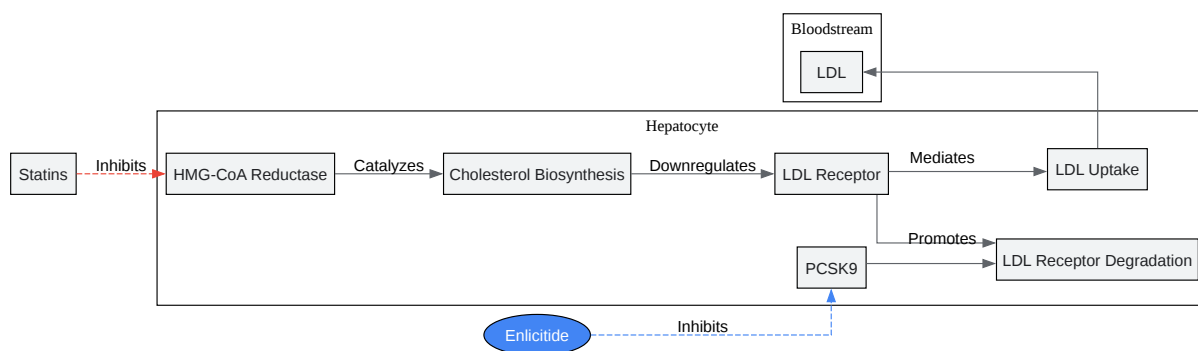 Bloodstream
LDL
Hepatocyte
Statins
Inhibits
HMG-CoA Reductase
Catalyzes
Cholesterol Biosynthesis
Downregulates
LDL Receptor
Mediates
LDL Uptake
Promotes
PCSK9
LDL Receptor Degradation
Enlicitide
Inhibits